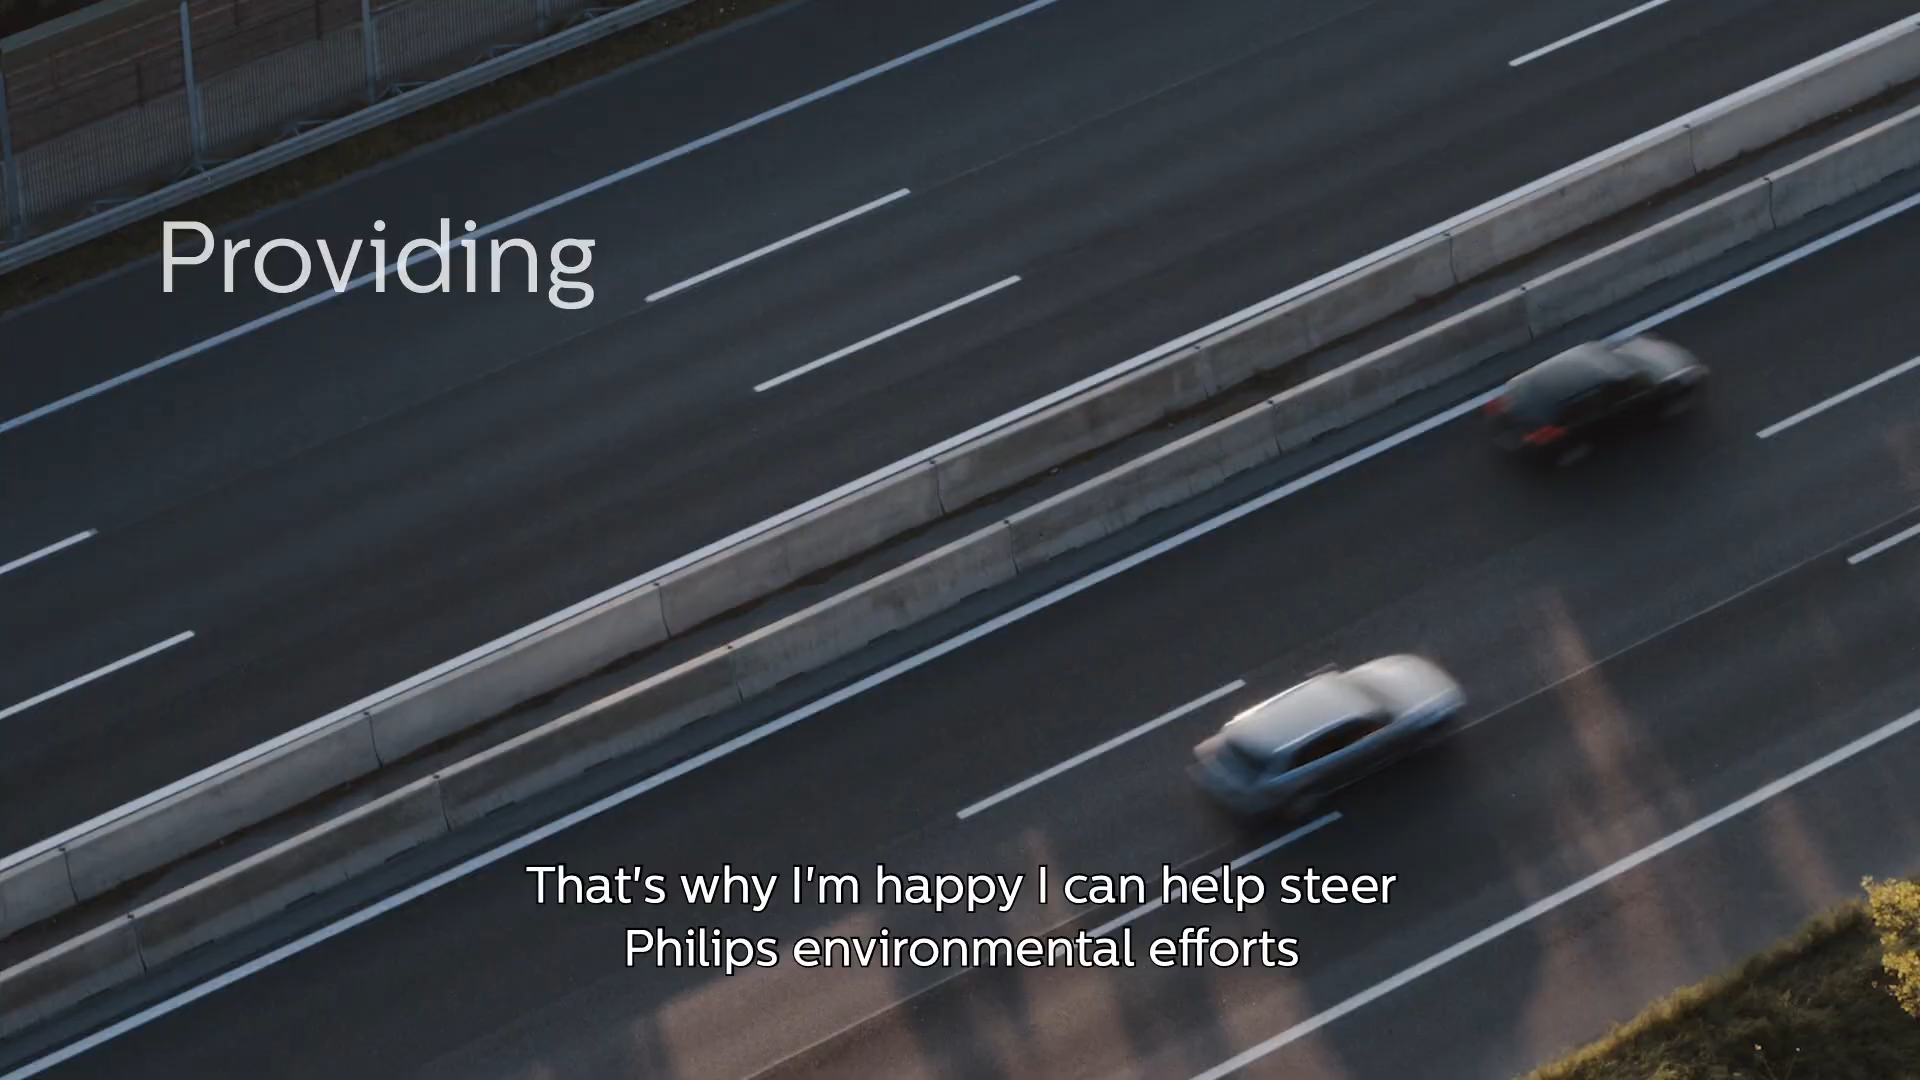 Providing
That's why I'm happy I can help steer
Philips environmental efforts